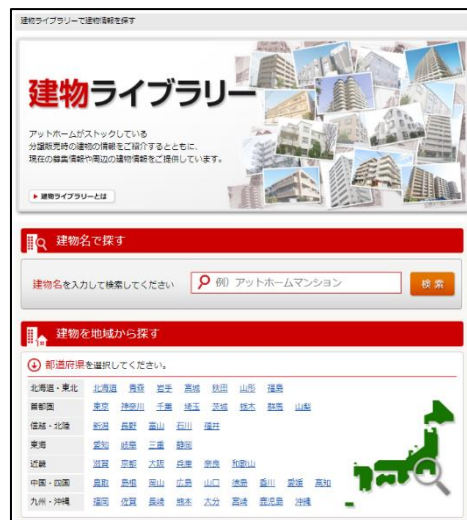 建物ライブラリーで建物情報を探す
建物ライブラリー
アットホームがストックしている
分譲販売時の建物の情報をご紹介するとともに、
現在の募集情報や周辺の建物情報をご提供しています。
建物ライブラリーとは
建物名で探す
建物名を入力して検索してください 例）アットホームマンション 検索
建物を地域から探す
都道府県を選択してください。
北海道・東北 北海道 青森 岩手 宮城 秋田 山形 福島
首都圏 東京 神奈川 千葉 埼玉 茨城 栃木 群馬 山梨
信越・北陸 新潟 長野 富山 石川 福井
東海 愛知 岐阜 三重 静岡
近畿 滋賀 京都 大阪 兵庫 奈良 和歌山
中国・四国 鳥取 島根 岡山 広島 山口 徳島 香川 愛媛 高知
九州・沖縄 福岡 佐賀 長崎 熊本 大分 宮崎 鹿児島 沖縄